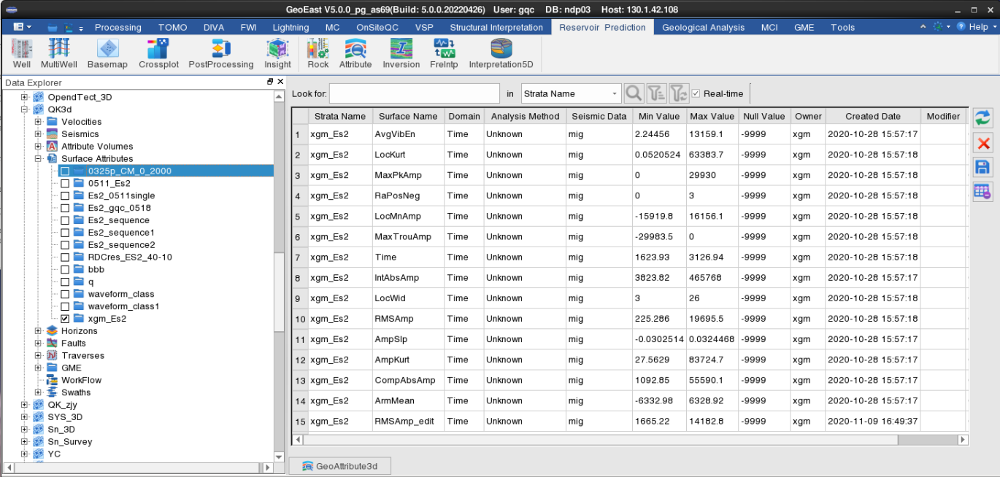 GeoEast V5.0.0_pg_as69(Build: 5.0.0.20220426) User: gqc DB: ndp03 Host: 130.1.42.108
Processing TOMO DIVA FWI Lightning MC OnSiteQC VSP Structural Interpretation Reservoir Prediction Geological Analysis MCI GME Tools Help
Well MultiWell Basemap Crossplot PostProcessing Insight Rock Attribute Inversion FreIntp Interpretation5D
Data Explorer
OpendTect_3D
QK3d
Velocities
Seismics
Attribute Volumes
Surface Attributes
0325p_CM_0_2000
0511_Es2
Es2_0511single
Es2_gqc_0518
Es2_sequence
Es2_sequence1
Es2_sequence2
RDCres_ES2_40-10
bbb
q
waveform_class
waveform_class1
xgm_Es2
Horizons
Faults
Traverses
GME
WorkFlow
Swaths
QK_zjy
SYS_3D
Sn_3D
Sn_Survey
YC
Look for: in Strata Name Real-time
Strata Name Surface Name Domain Analysis Method Seismic Data Min Value Max Value Null Value Owner Created Date Modifier
1 xgm_Es2 AvgVibEn Time Unknown mig 2.24456 13159.1 -9999 xgm 2020-10-28 15:57:17
2 xgm_Es2 LocKurt Time Unknown mig 0.0520524 63383.7 -9999 xgm 2020-10-28 15:57:18
3 xgm_Es2 MaxPkAmp Time Unknown mig 0 29930 -9999 xgm 2020-10-28 15:57:18
4 xgm_Es2 RaPosNeg Time Unknown mig 0 3 -9999 xgm 2020-10-28 15:57:18
5 xgm_Es2 LocMnAmp Time Unknown mig -15919.8 16156.1 -9999 xgm 2020-10-28 15:57:18
6 xgm_Es2 MaxTrouAmp Time Unknown mig -29983.5 0 -9999 xgm 2020-10-28 15:57:18
7 xgm_Es2 Time Time Unknown mig 1623.93 3126.94 -9999 xgm 2020-10-28 15:57:18
8 xgm_Es2 IntAbsAmp Time Unknown mig 3823.82 465768 -9999 xgm 2020-10-28 15:57:17
9 xgm_Es2 LocWid Time Unknown mig 3 26 -9999 xgm 2020-10-28 15:57:18
10 xgm_Es2 RMSAmp Time Unknown mig 225.286 19695.5 -9999 xgm 2020-10-28 15:57:18
11 xgm_Es2 AmpSlp Time Unknown mig -0.0302514 0.0324468 -9999 xgm 2020-10-28 15:57:17
12 xgm_Es2 AmpKurt Time Unknown mig 27.5629 83724.7 -9999 xgm 2020-10-28 15:57:17
13 xgm_Es2 CompAbsAmp Time Unknown mig 1092.85 55590.1 -9999 xgm 2020-10-28 15:57:17
14 xgm_Es2 ArmMean Time Unknown mig -6332.98 6328.92 -9999 xgm 2020-10-28 15:57:17
15 xgm_Es2 RMSAmp_edit Time Unknown mig 1665.22 14182.8 -9999 xgm 2020-11-09 16:49:37
GeoAttribute3d